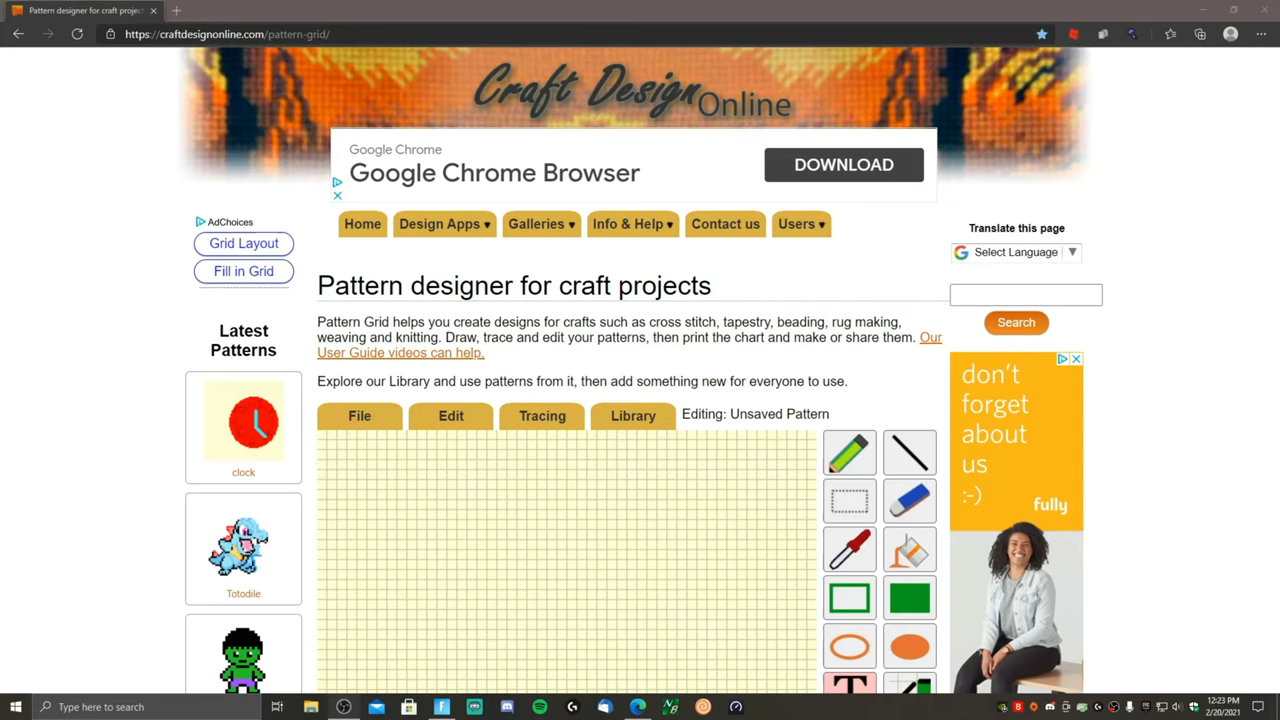 Pattern designer for craft projec
https://craftdesignonline.com/pattern-grid/
Craft Design Online
Google Chrome
Google Chrome Browser
DOWNLOAD
AdChoices
Grid Layout
Fill in Grid
Home
Design Apps
Galleries
Info & Help
Contact us
Users
Translate this page
Select Language
Search
Pattern designer for craft projects
Pattern Grid helps you create designs for crafts such as cross stitch, tapestry, beading, rug making,
weaving and knitting. Draw, trace and edit your patterns, then print the chart and make or share them. Our
User Guide videos can help.
Explore our Library and use patterns from it, then add something new for everyone to use.
Latest
Patterns
clock
Totodile
File
Edit
Tracing
Library
Editing: Unsaved Pattern
T
don't
forget
about
us
:-)
fully
Type here to search
12:23 PM
2/20/2021